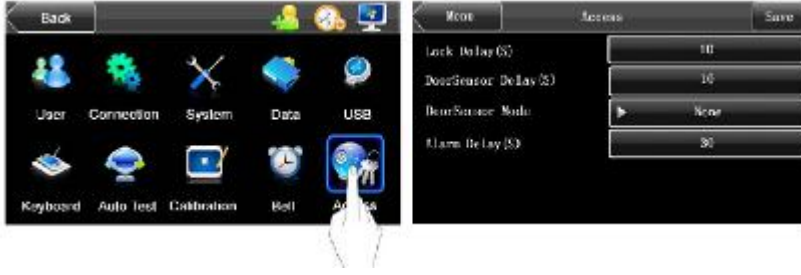 Back
User Connection System Data USB
Keyboard Auto Test Calibration Bell Access
Menu Access Save
Lock Delay(S) 10
DoorSensor Delay(S) 10
DoorSensor Mode None
Alarm Delay(S) 30